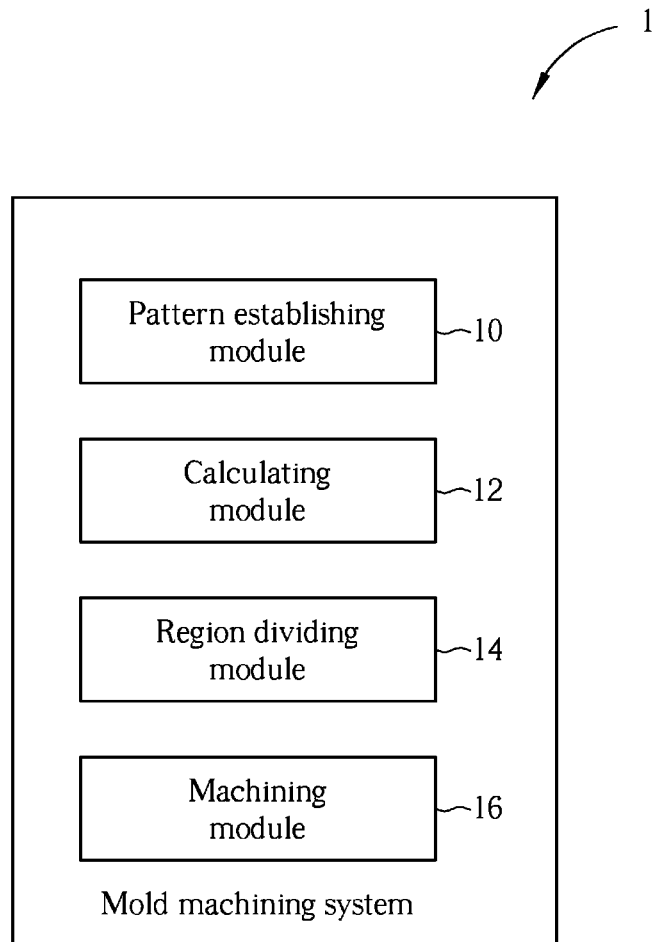 1
Pattern establishing
module
10
Calculating
module
12
Region dividing
module
14
Machining
module
16
Mold machining system